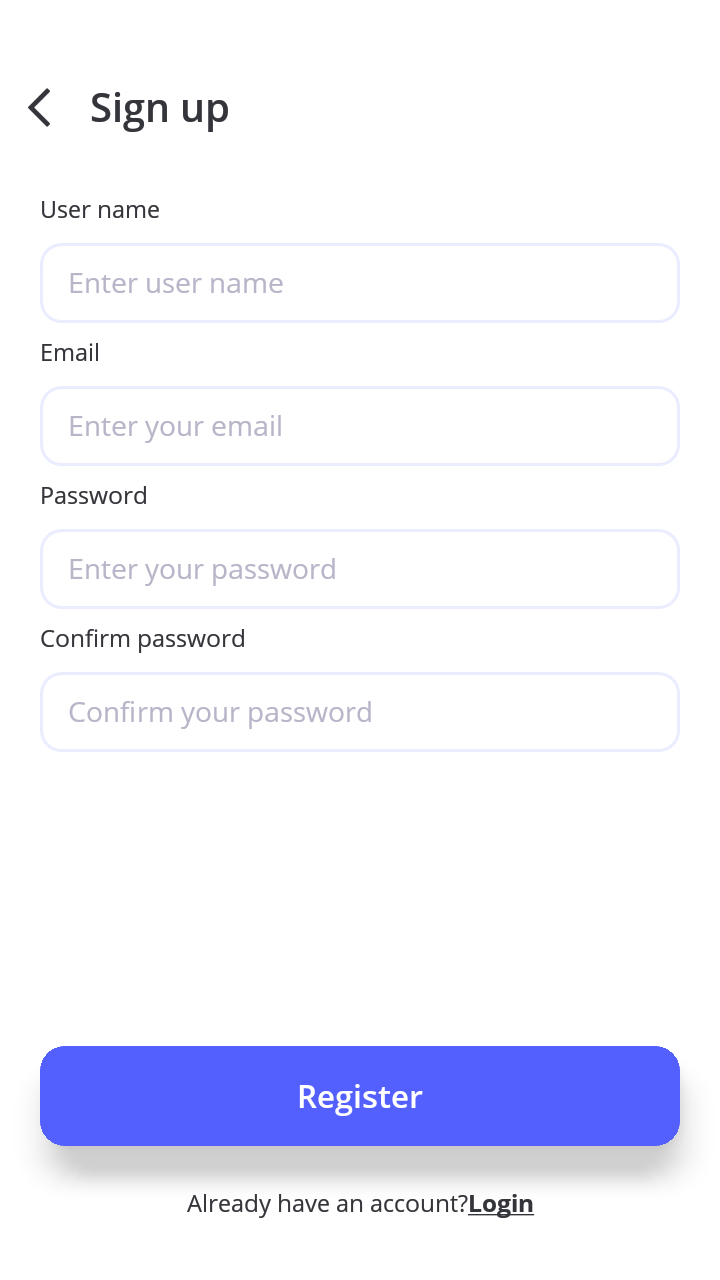 Sign up
User name
Enter user name
Email
Enter your email
Password
Enter your password
Confirm password
Confirm your password
Register
Already have an account?Login